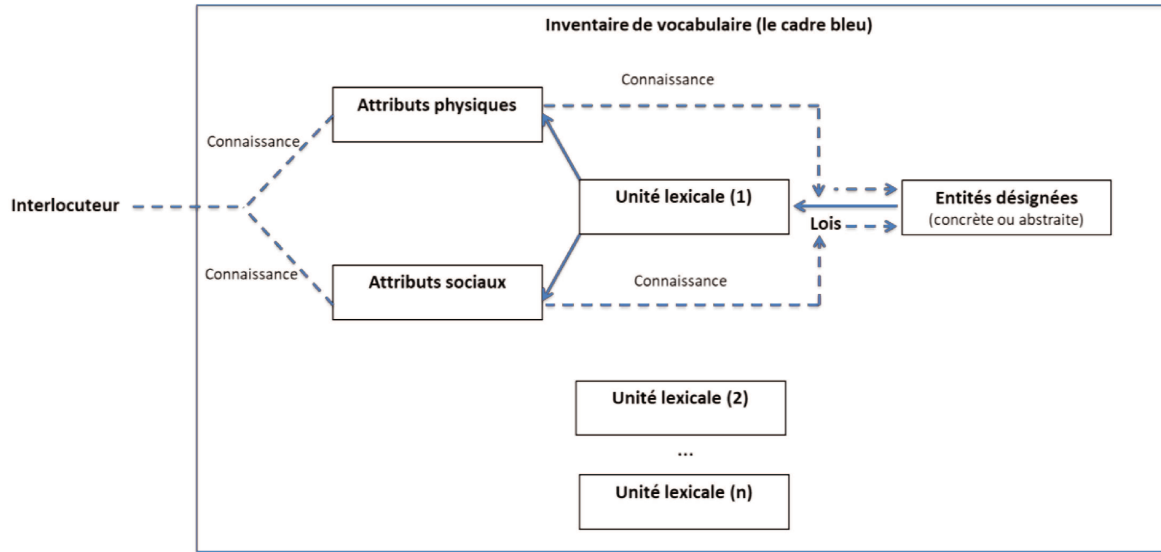 Inventaire de vocabulaire (le cadre bleu)
Connaissance
Attributs physiques
Connaissance
Unité lexicale (1)
Entités désignées
(concrète ou abstraite)
Interlocuteur
Lois
Connaissance
Attributs sociaux
Connaissance
Unité lexicale (2)
...
Unité lexicale (n)